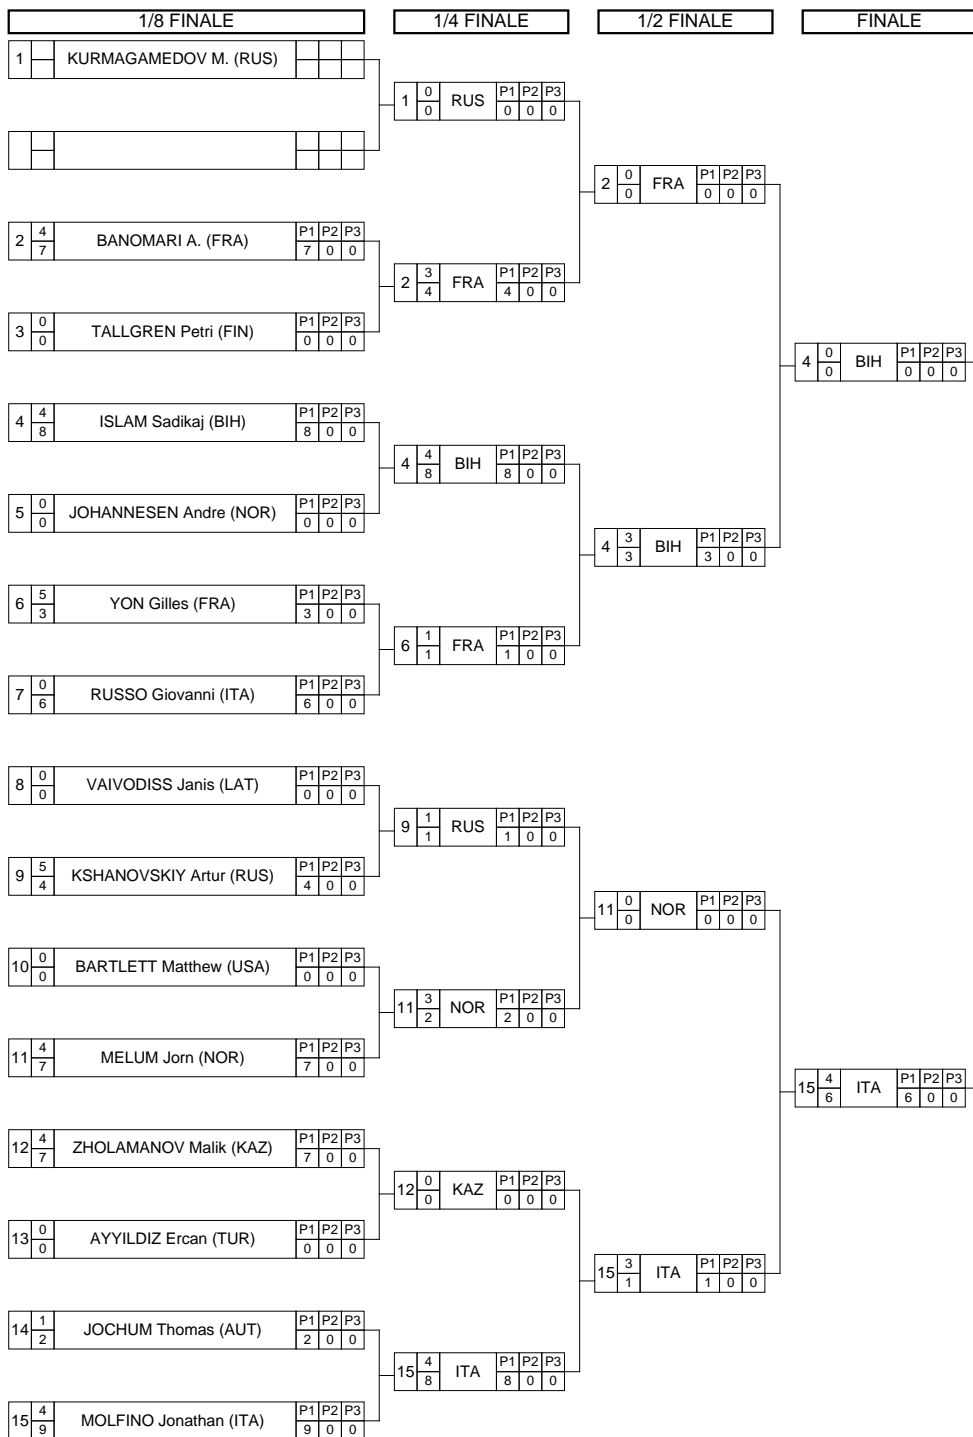 1/8 FINALE
1/4 FINALE
1/2 FINALE
FINALE
1 KURMAGAMEDOV M. (RUS)
2 4 7 BANOMARI A. (FRA) P1 P2 P3 7 0 0
3 0 0 TALLGREN Petri (FIN) P1 P2 P3 0 0 0
4 4 8 ISLAM Sadikaj (BIH) P1 P2 P3 8 0 0
5 0 0 JOHANNESEN Andre (NOR) P1 P2 P3 0 0 0
6 5 3 YON Gilles (FRA) P1 P2 P3 3 0 0
7 0 6 RUSSO Giovanni (ITA) P1 P2 P3 6 0 0
8 0 0 VAIVODISS Janis (LAT) P1 P2 P3 0 0 0
9 5 4 KSHANOVSKIY Artur (RUS) P1 P2 P3 4 0 0
10 0 0 BARTLETT Matthew (USA) P1 P2 P3 0 0 0
11 4 7 MELUM Jorn (NOR) P1 P2 P3 7 0 0
12 4 7 ZHOLAMANOV Malik (KAZ) P1 P2 P3 7 0 0
13 0 0 AYYILDIZ Ercan (TUR) P1 P2 P3 0 0 0
14 1 2 JOCHUM Thomas (AUT) P1 P2 P3 2 0 0
15 4 9 MOLFINO Jonathan (ITA) P1 P2 P3 9 0 0
1 0 0 RUS P1 P2 P3 0 0 0
2 3 4 FRA P1 P2 P3 4 0 0
4 4 8 BIH P1 P2 P3 8 0 0
6 1 1 FRA P1 P2 P3 1 0 0
9 1 1 RUS P1 P2 P3 1 0 0
11 3 2 NOR P1 P2 P3 2 0 0
12 0 0 KAZ P1 P2 P3 0 0 0
15 4 8 ITA P1 P2 P3 8 0 0
2 0 0 FRA P1 P2 P3 0 0 0
4 3 3 BIH P1 P2 P3 3 0 0
11 0 0 NOR P1 P2 P3 0 0 0
15 3 1 ITA P1 P2 P3 1 0 0
4 0 0 BIH P1 P2 P3 0 0 0
15 4 6 ITA P1 P2 P3 6 0 0